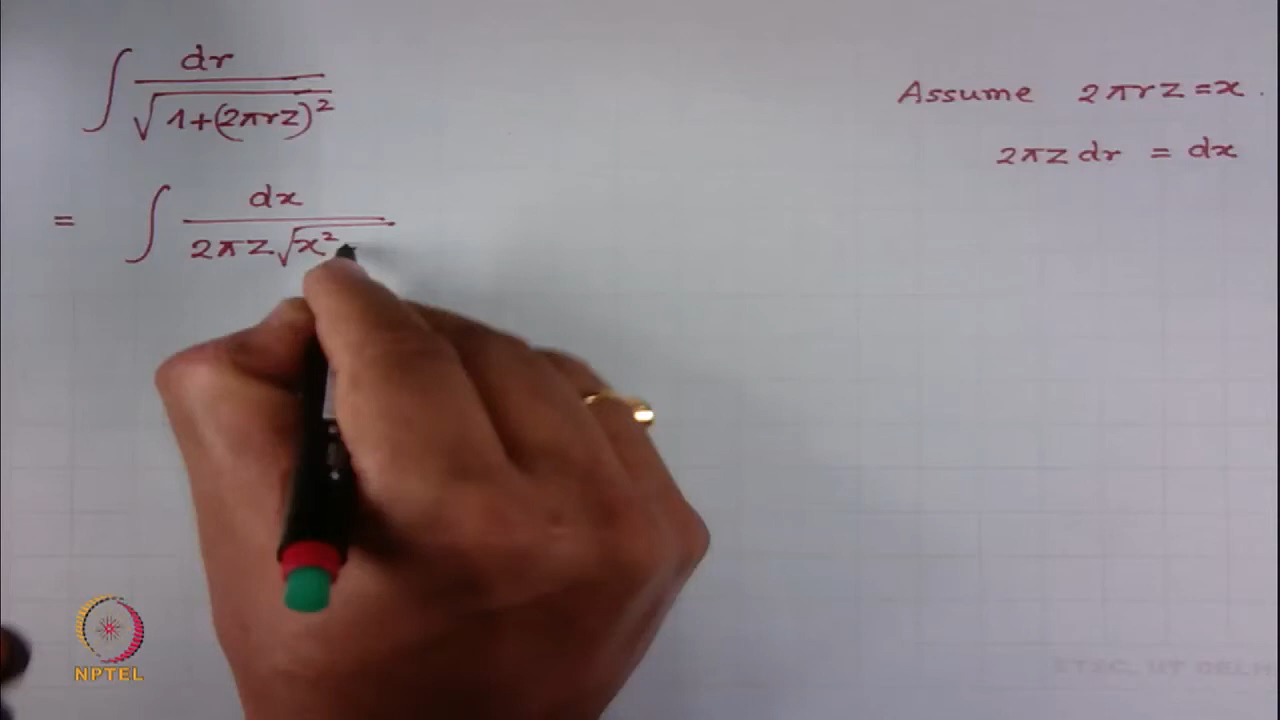 ∫ dr / √(1+(2πrz)²)
Assume 2πrz = x.
2πz dr = dx
= ∫ dx / 2πz√(x²
NPTEL